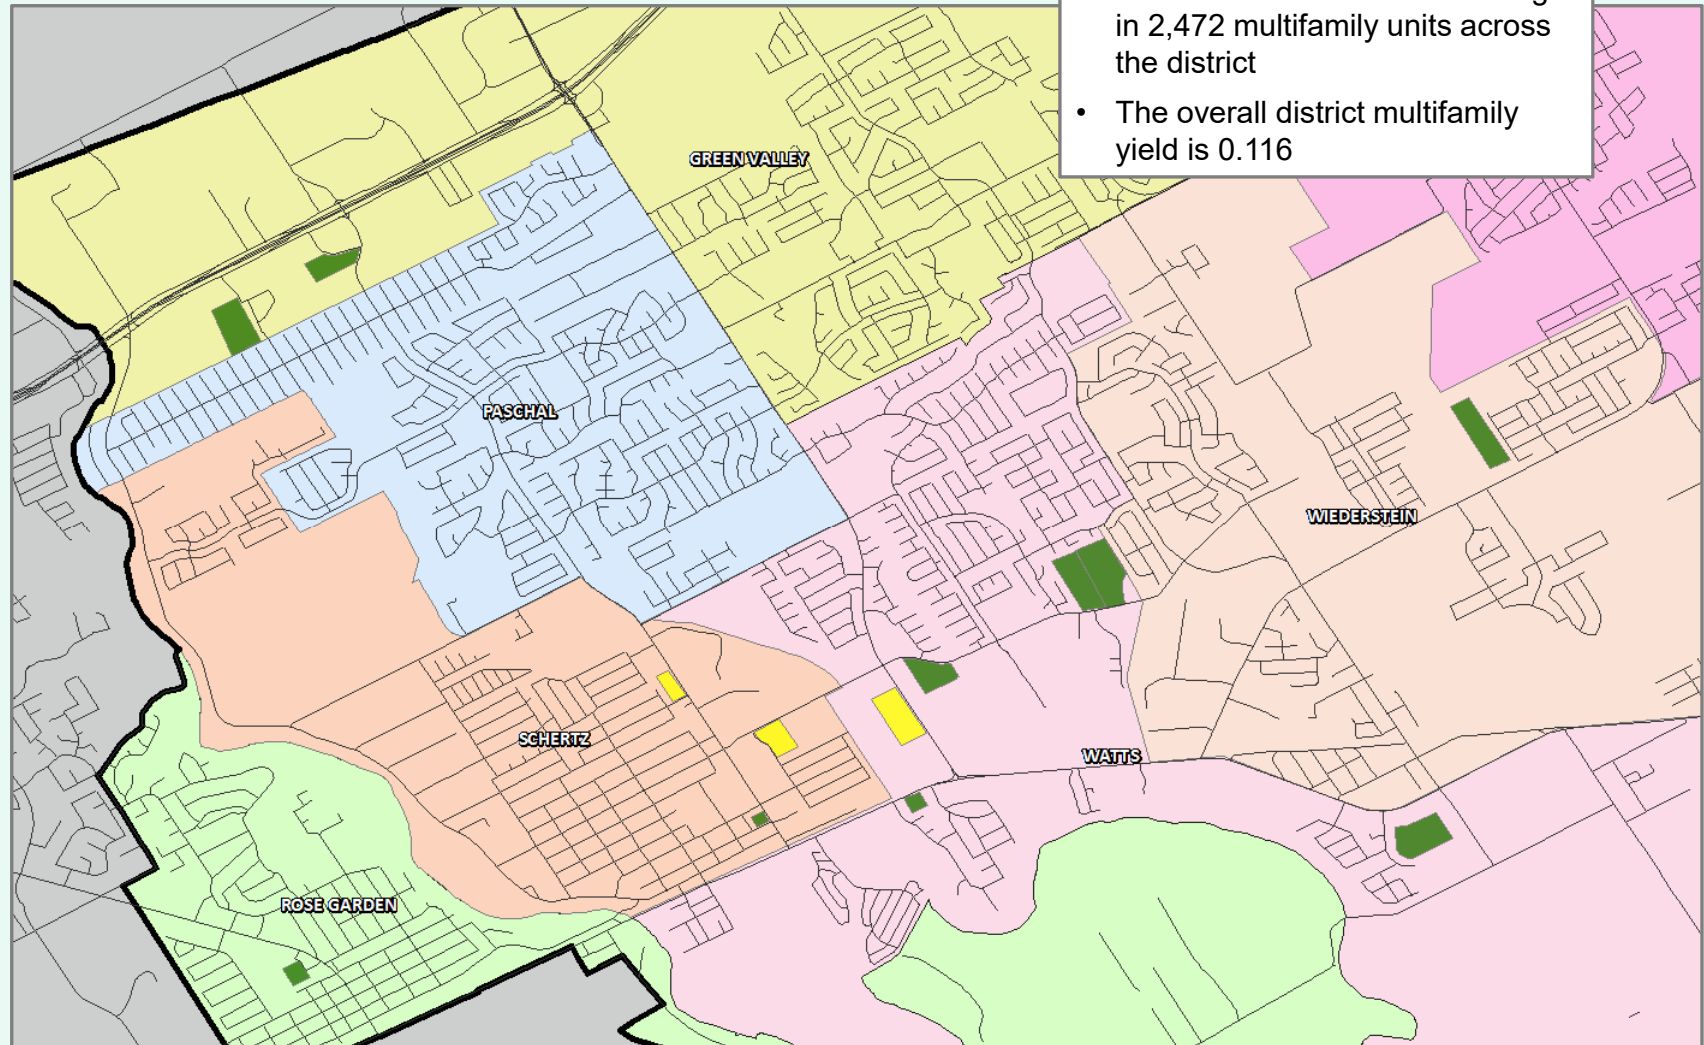 in 2,472 multifamily units across
the district
• The overall district multifamily
yield is 0.116
GREEN VALLEY
PASCHAL
WIEDERSTEIN
SCHERTZ
WATTS
ROSE GARDEN